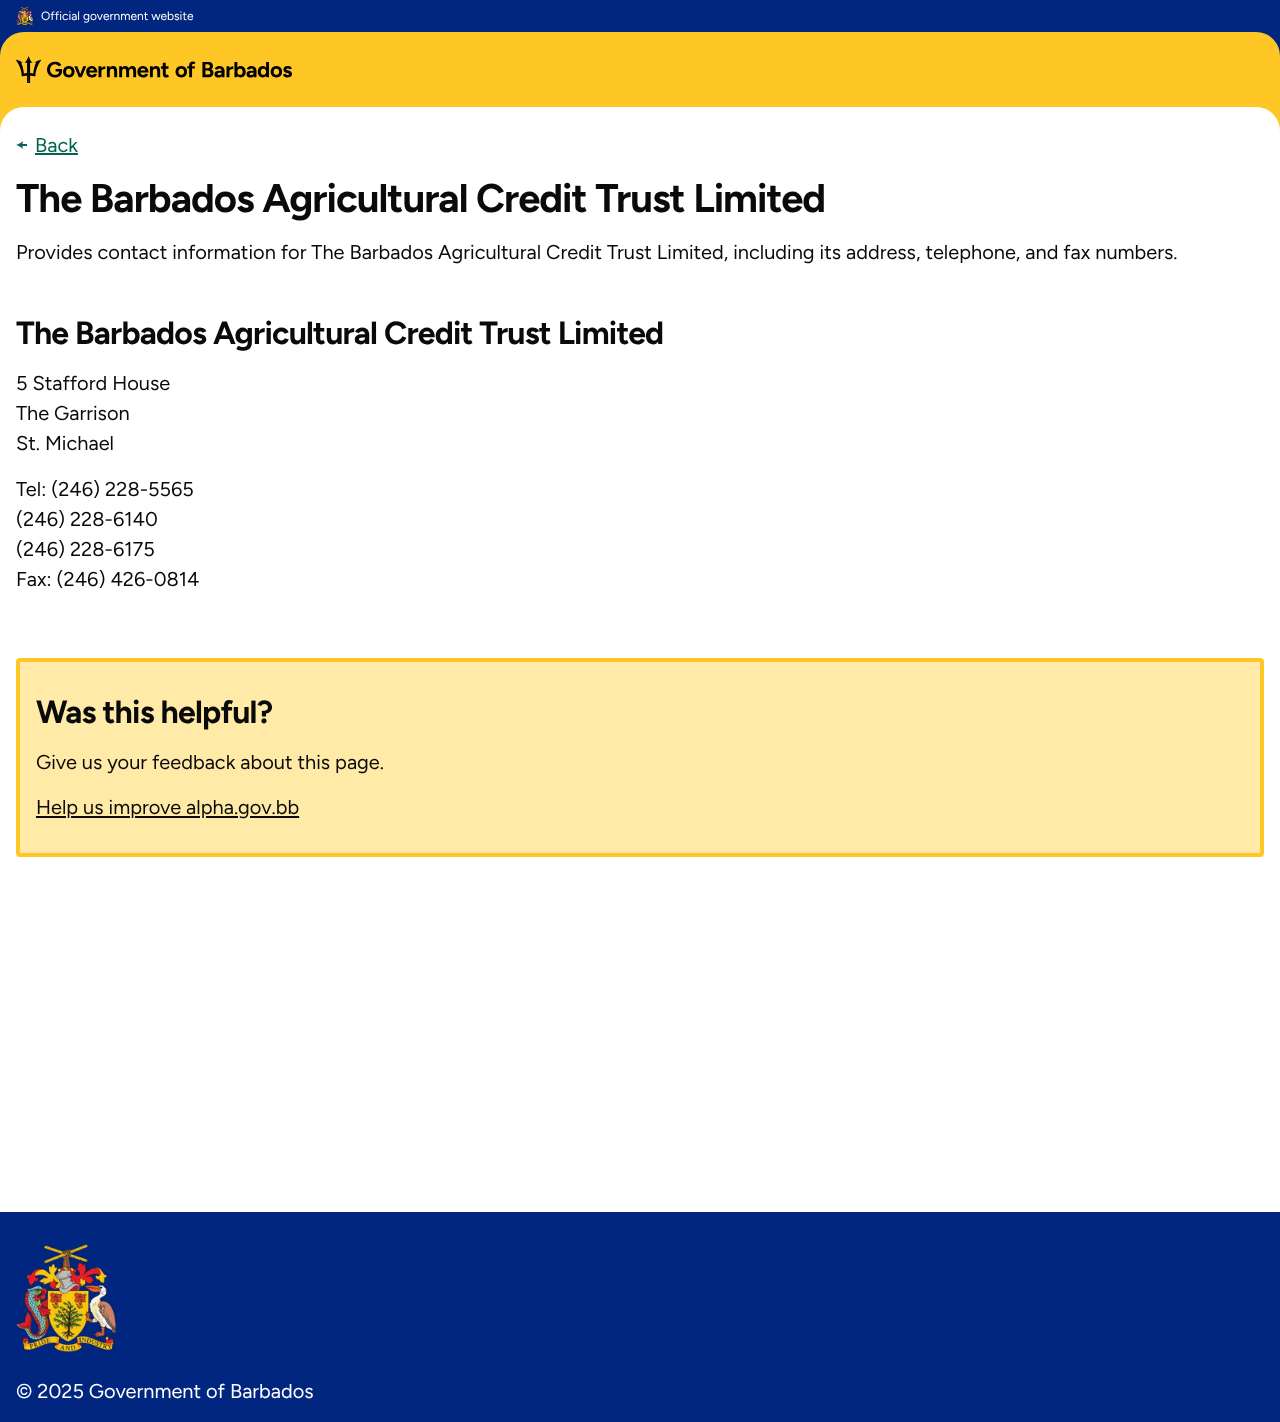 Official government website
Government of Barbados
Back
The Barbados Agricultural Credit Trust Limited
Provides contact information for The Barbados Agricultural Credit Trust Limited, including its address, telephone, and fax numbers.
The Barbados Agricultural Credit Trust Limited
5 Stafford House
The Garrison
St. Michael
Tel: (246) 228-5565
(246) 228-6140
(246) 228-6175
Fax: (246) 426-0814
Was this helpful?
Give us your feedback about this page.
Help us improve alpha.gov.bb
PRIDE AND INDUSTRY
© 2025 Government of Barbados